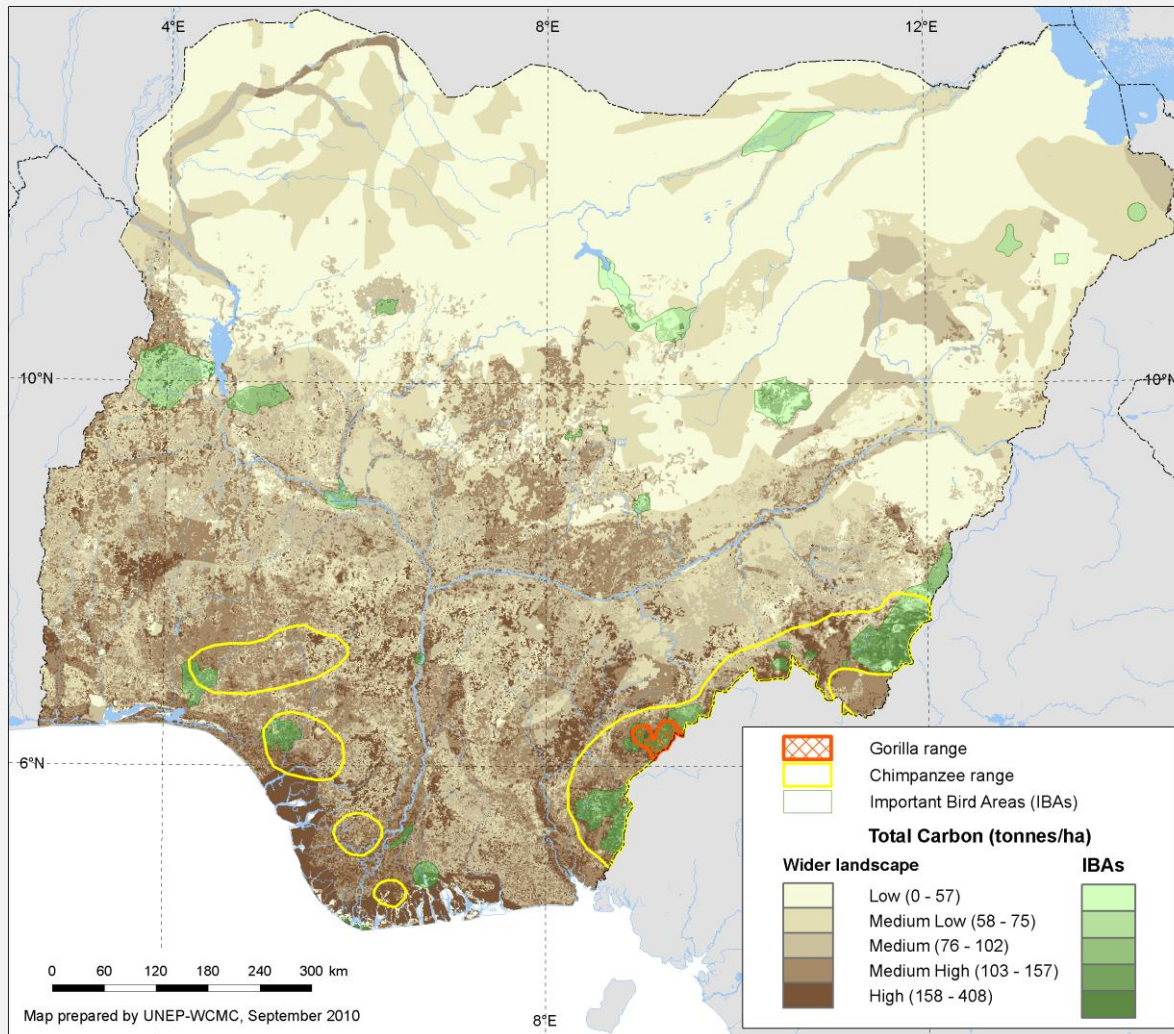 4°E
8°E
12°E
10°N
10°N
6°N
8°E
Gorilla range
Chimpanzee range
Important Bird Areas (IBAs)
Total Carbon (tonnes/ha)
Wider landscape
IBAs
Low (0 - 57)
Medium Low (58 - 75)
Medium (76 - 102)
Medium High (103 - 157)
High (158 - 408)
0 60 120 180 240 300 km
Map prepared by UNEP-WCMC, September 2010